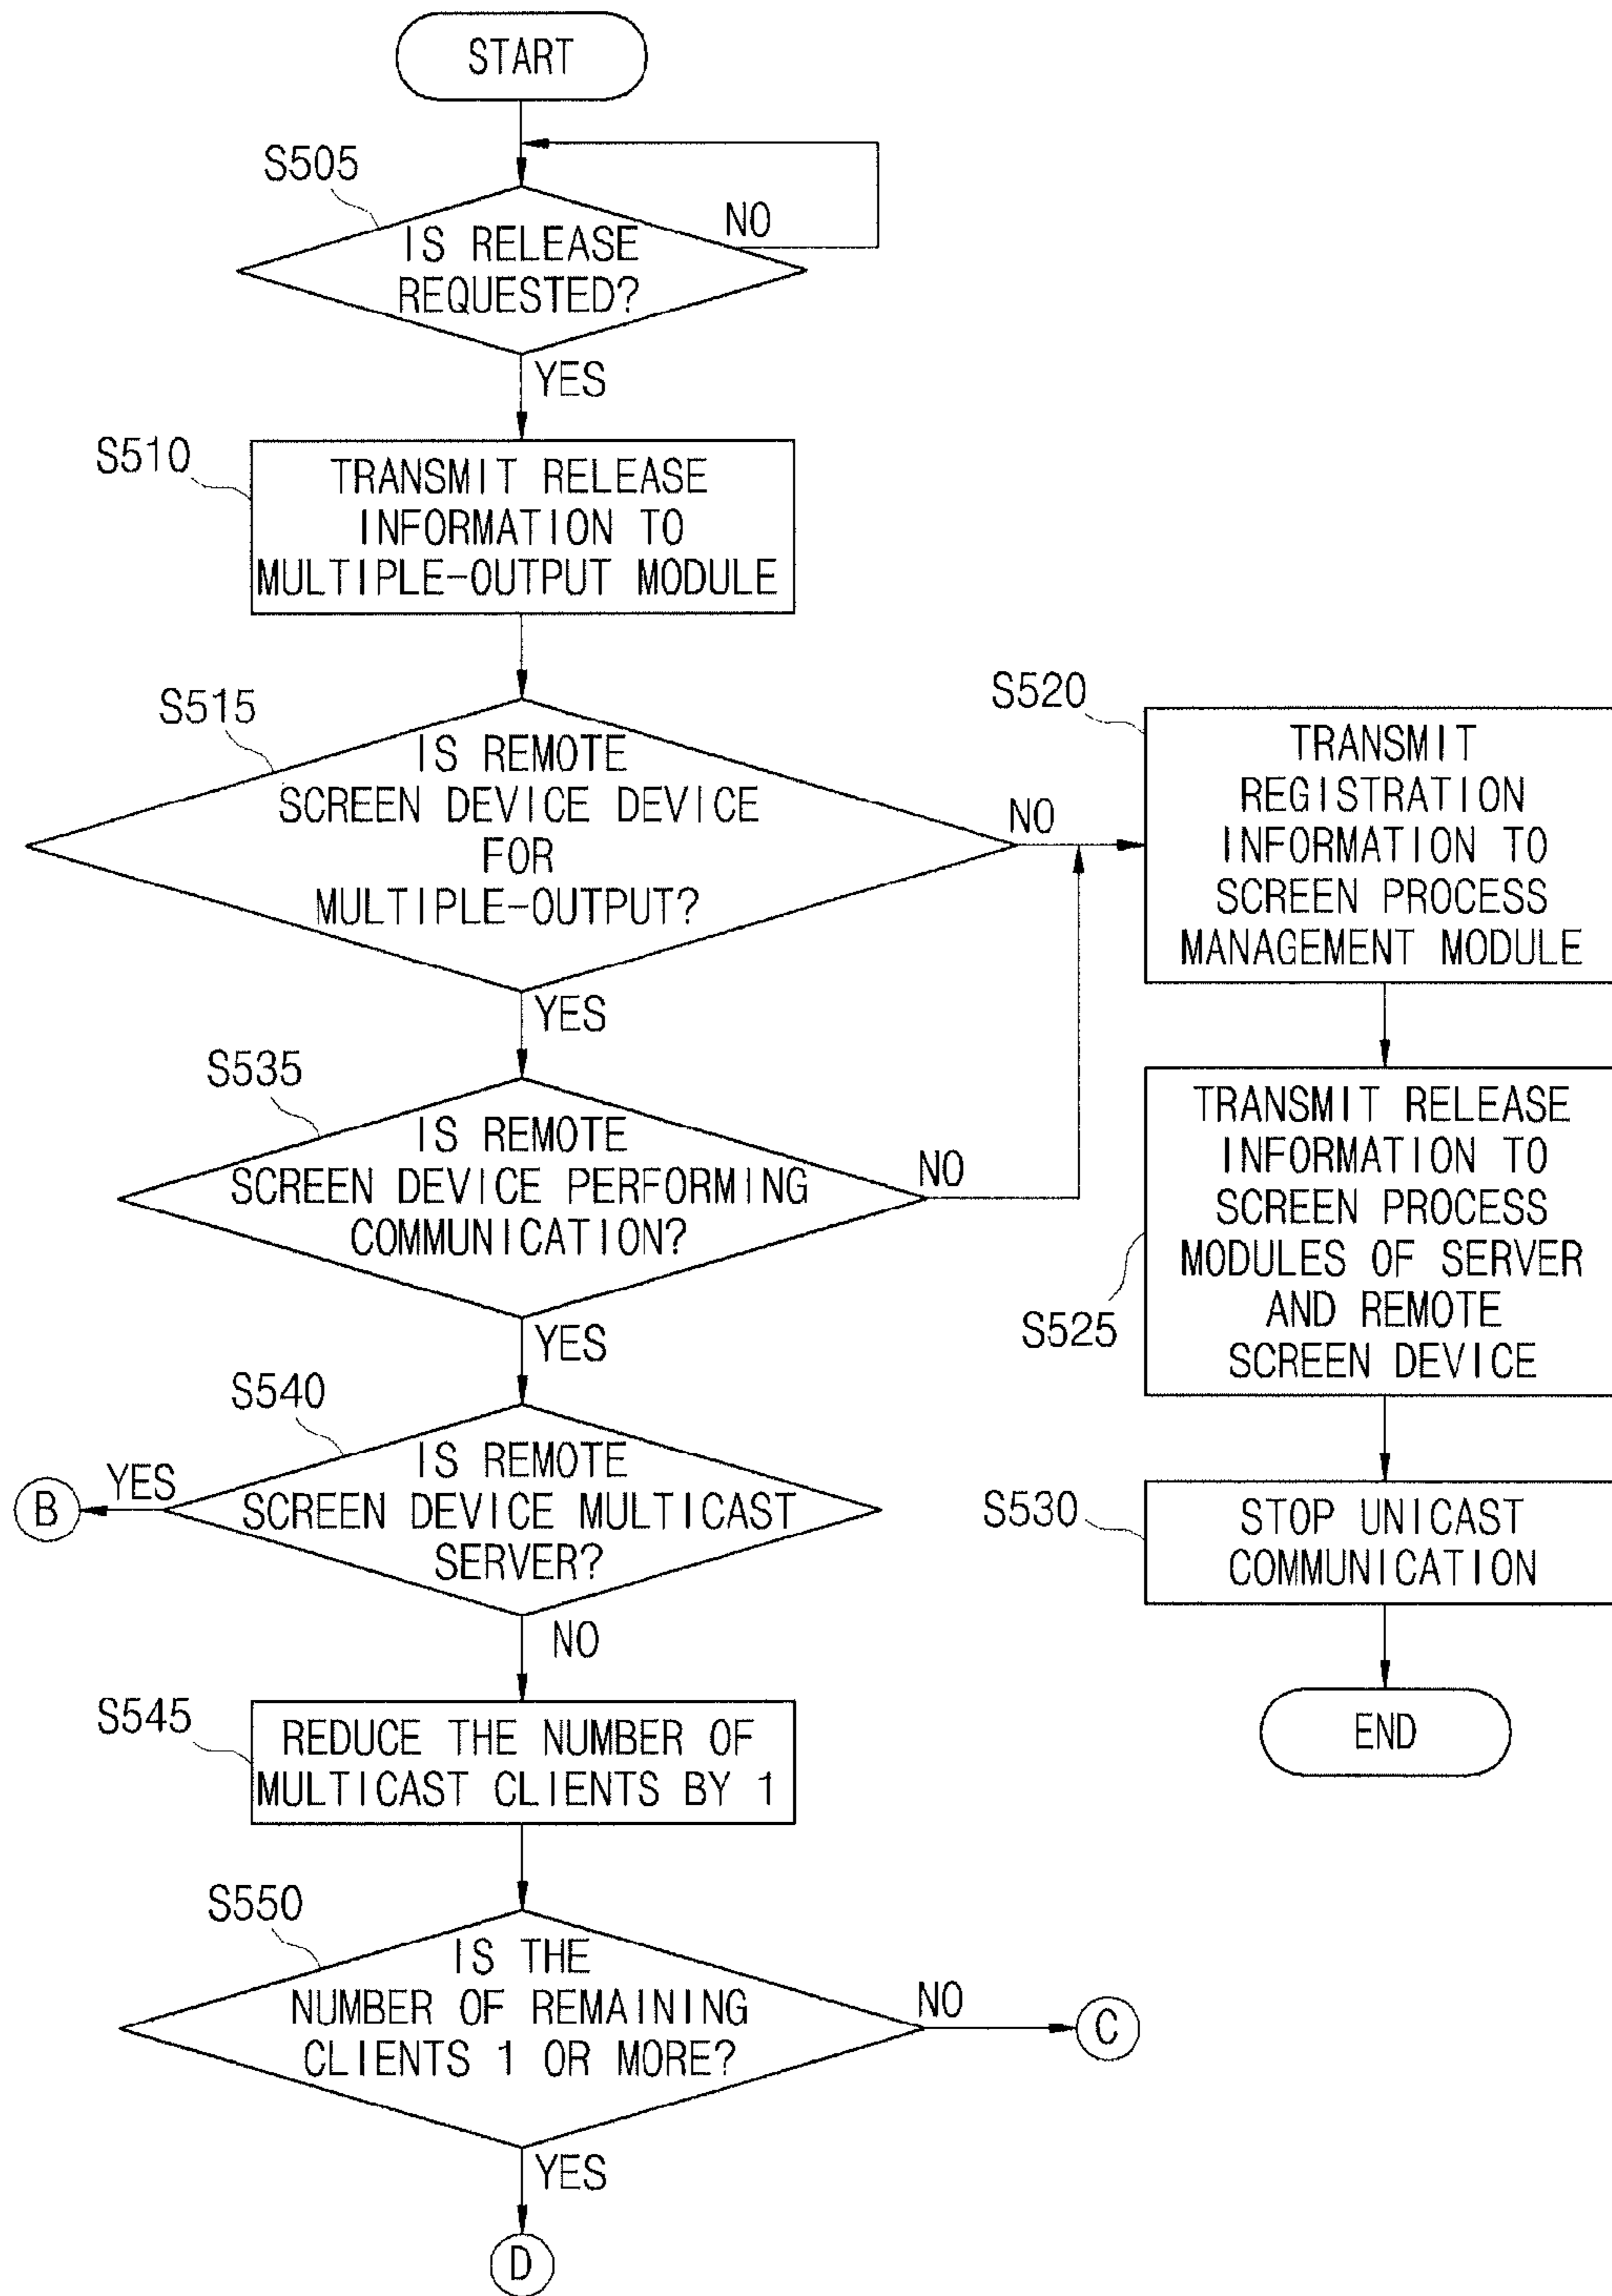 START
S505
NO
IS RELEASE
REQUESTED?
YES
S510
TRANSMIT RELEASE
INFORMATION TO
MULTIPLE-OUTPUT MODULE
S515
IS REMOTE
SCREEN DEVICE DEVICE
FOR
MULTIPLE-OUTPUT?
NO
YES
S520
TRANSMIT
REGISTRATION
INFORMATION TO
SCREEN PROCESS
MANAGEMENT MODULE
S535
IS REMOTE
SCREEN DEVICE PERFORMING
COMMUNICATION?
NO
YES
S525
TRANSMIT RELEASE
INFORMATION TO
SCREEN PROCESS
MODULES OF SERVER
AND REMOTE
SCREEN DEVICE
S540
IS REMOTE
SCREEN DEVICE MULTICAST
SERVER?
YES
B
NO
S530
STOP UNICAST
COMMUNICATION
END
S545
REDUCE THE NUMBER OF
MULTICAST CLIENTS BY 1
S550
IS THE
NUMBER OF REMAINING
CLIENTS 1 OR MORE?
NO
C
YES
D